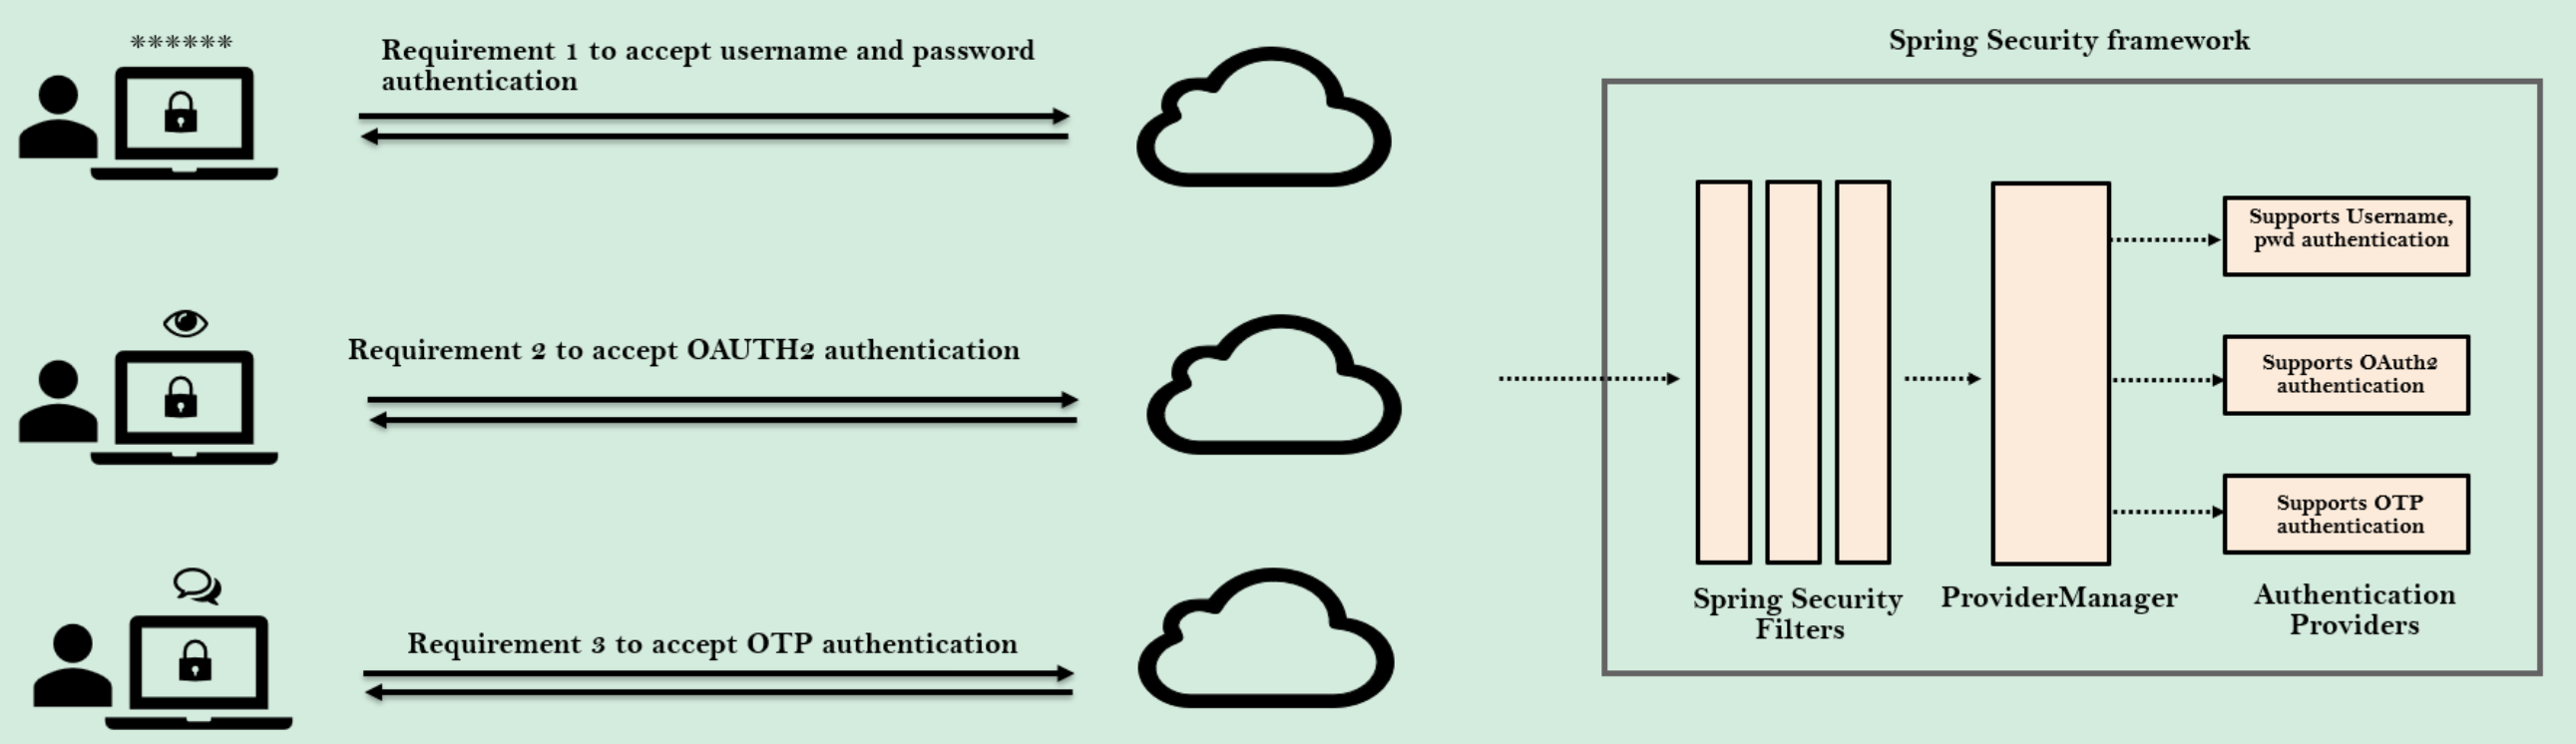 ******
Requirement 1 to accept username and password
authentication
Requirement 2 to accept OAUTH2 authentication
Requirement 3 to accept OTP authentication
Spring Security framework
Supports Username,
pwd authentication
Supports OAuth2
authentication
Supports OTP
authentication
Spring Security
Filters
ProviderManager
Authentication
Providers